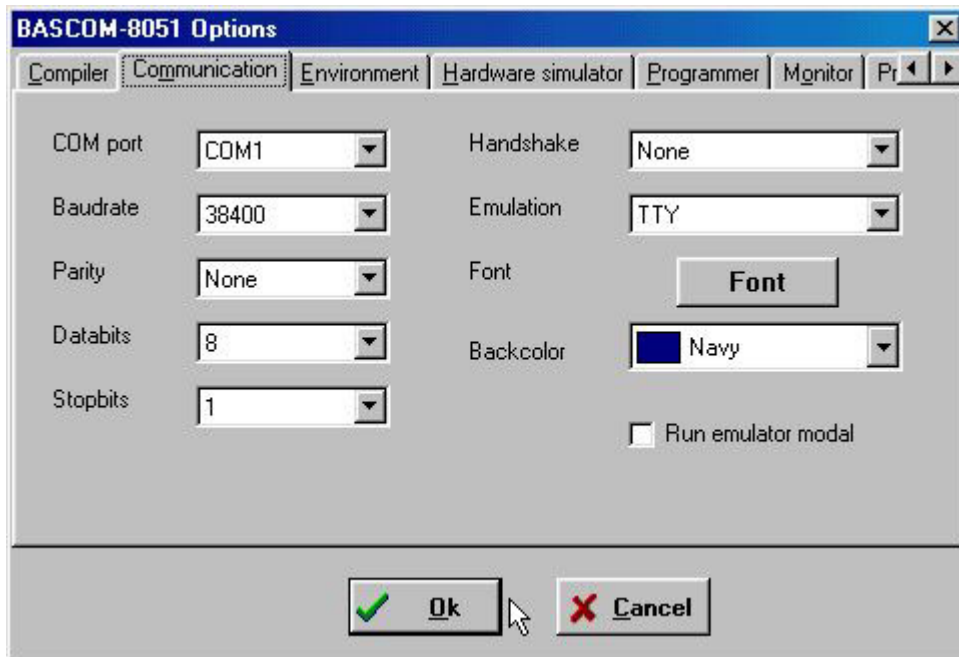 BASCOM-8051 Options
Compiler Communication Environment Hardware simulator Programmer Monitor Pr
COM port COM1 Handshake None
Baudrate 38400 Emulation TTY
Parity None Font Font
Databits 8 Backcolor Navy
Stopbits 1
Run emulator modal
Ok Cancel